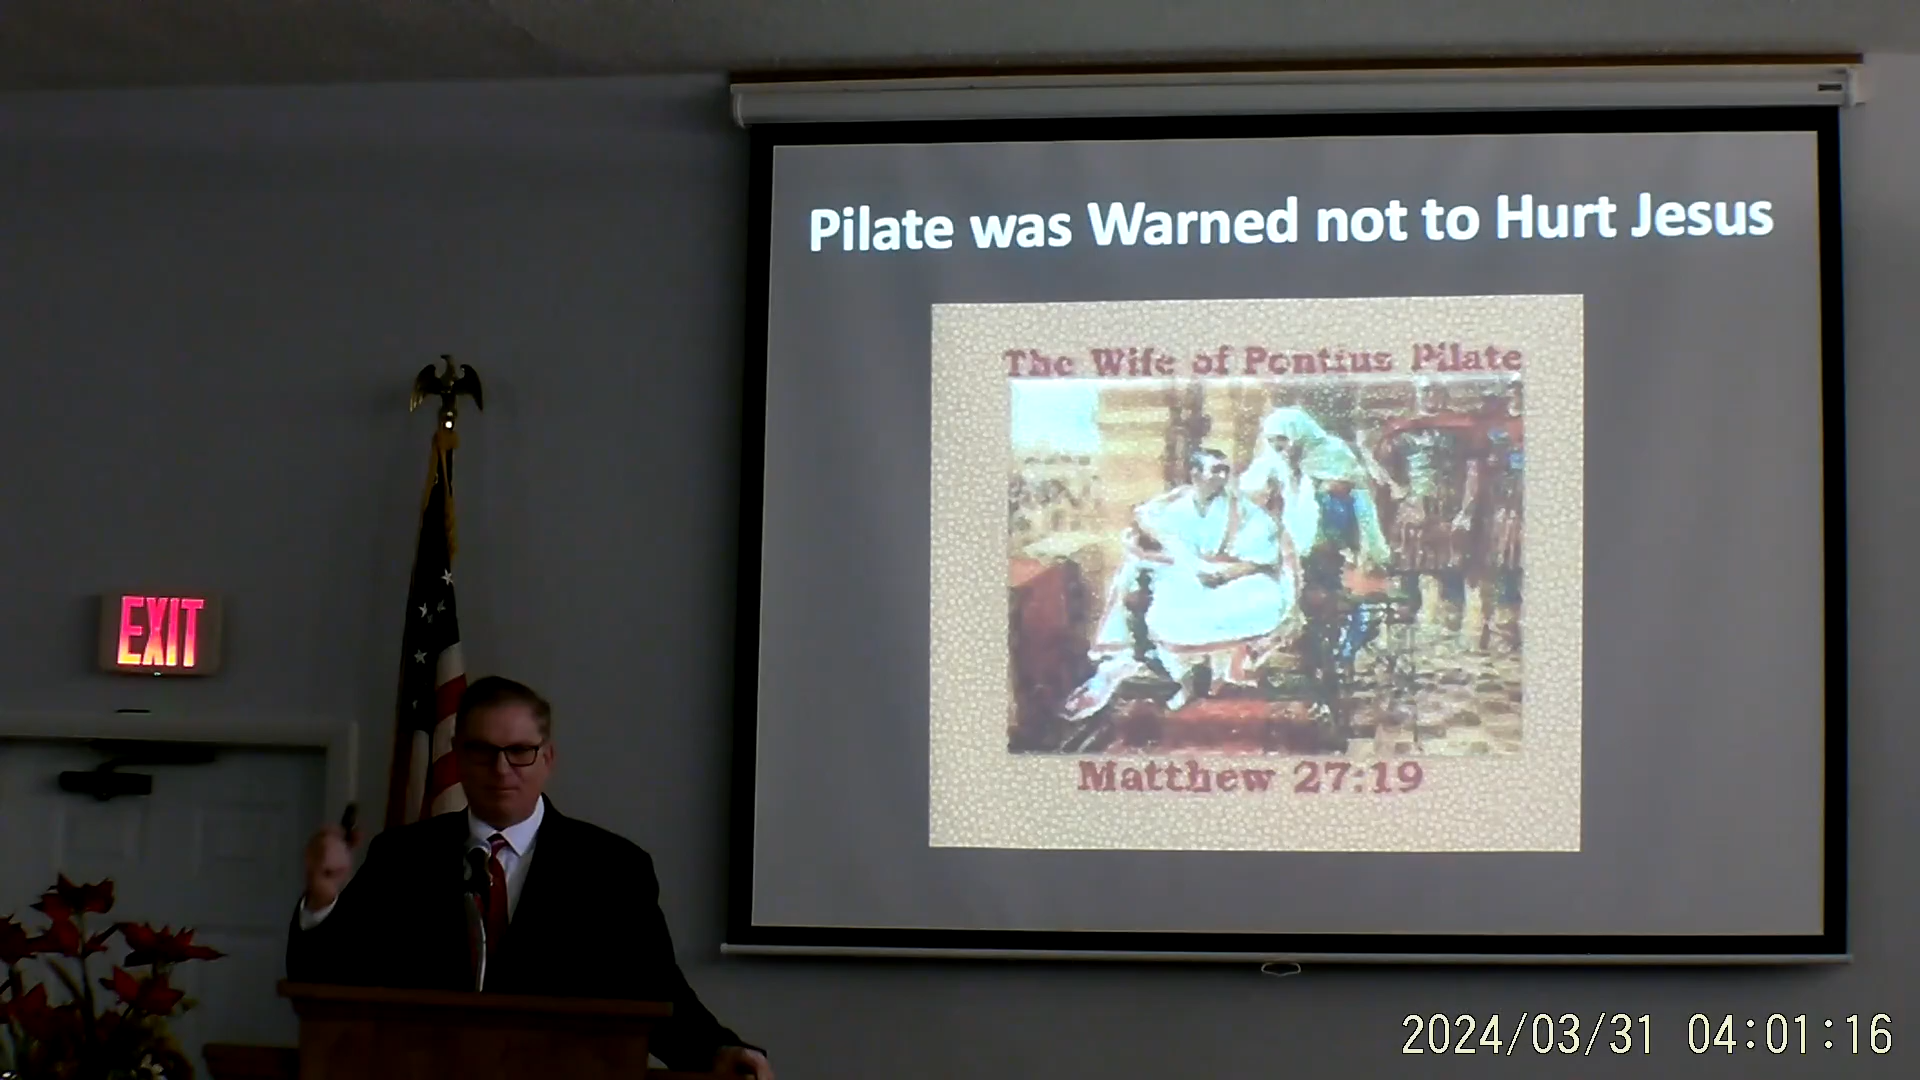 Pilate was Warned not to Hurt Jesus
The Wife of Pontius Pilate
Matthew 27:19
EXIT
2024/03/31 04:01:16